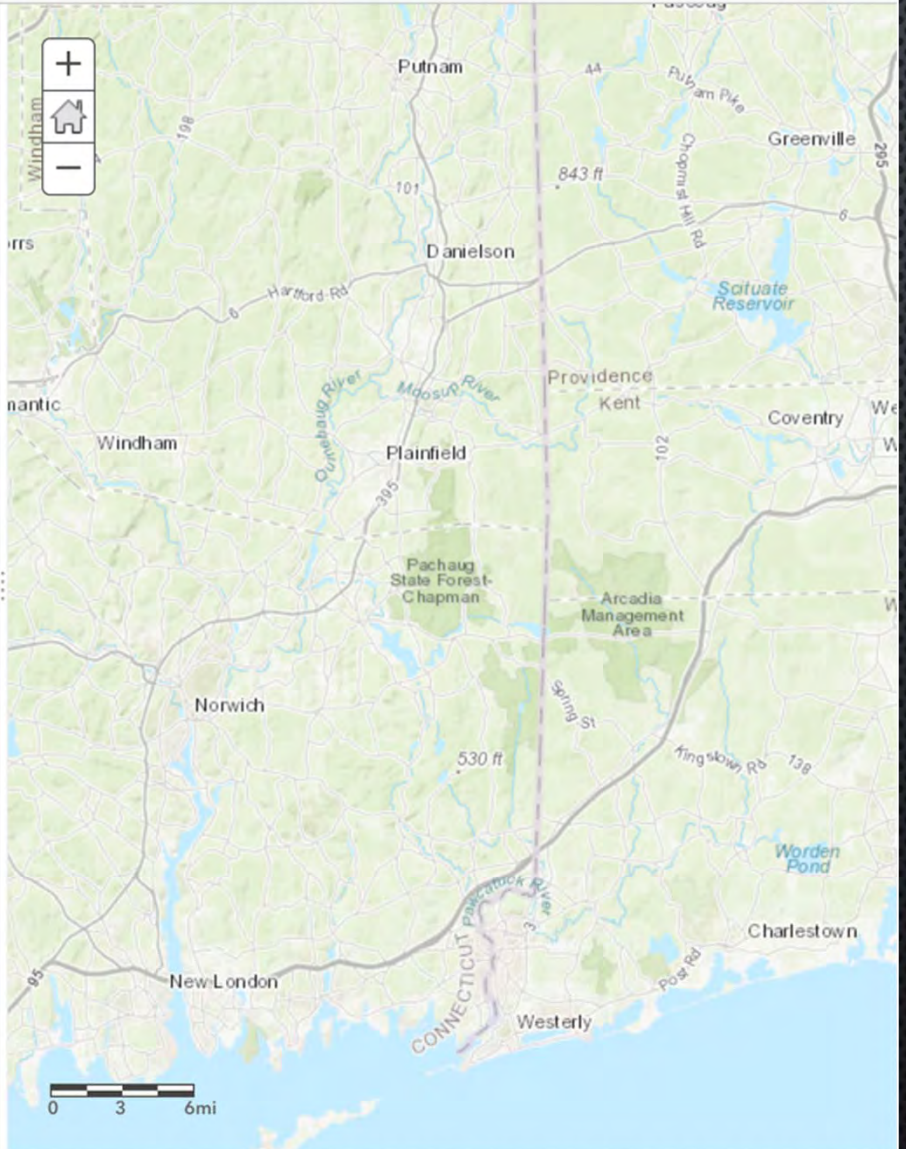 Putnam
44
Putnam Pike
Windham
198
Greenville
295
Chopmist Hill Rd
843 ft
101
6
Danielson
Hartford Rd
6
Scituate
Reservoir
Quinebaug River
Moosup River
Providence
Kent
Coventry
Windham
102
Plainfield
395
Pachaug
State Forest-
Chapman
Arcadia
Management
Area
Spring St
Norwich
530 ft
Kingstown Rd
138
Worden
Pond
Pawcatuck River
3
Charlestown
CONNECTICUT
Post Rd
95
New London
Westerly
0 3 6mi